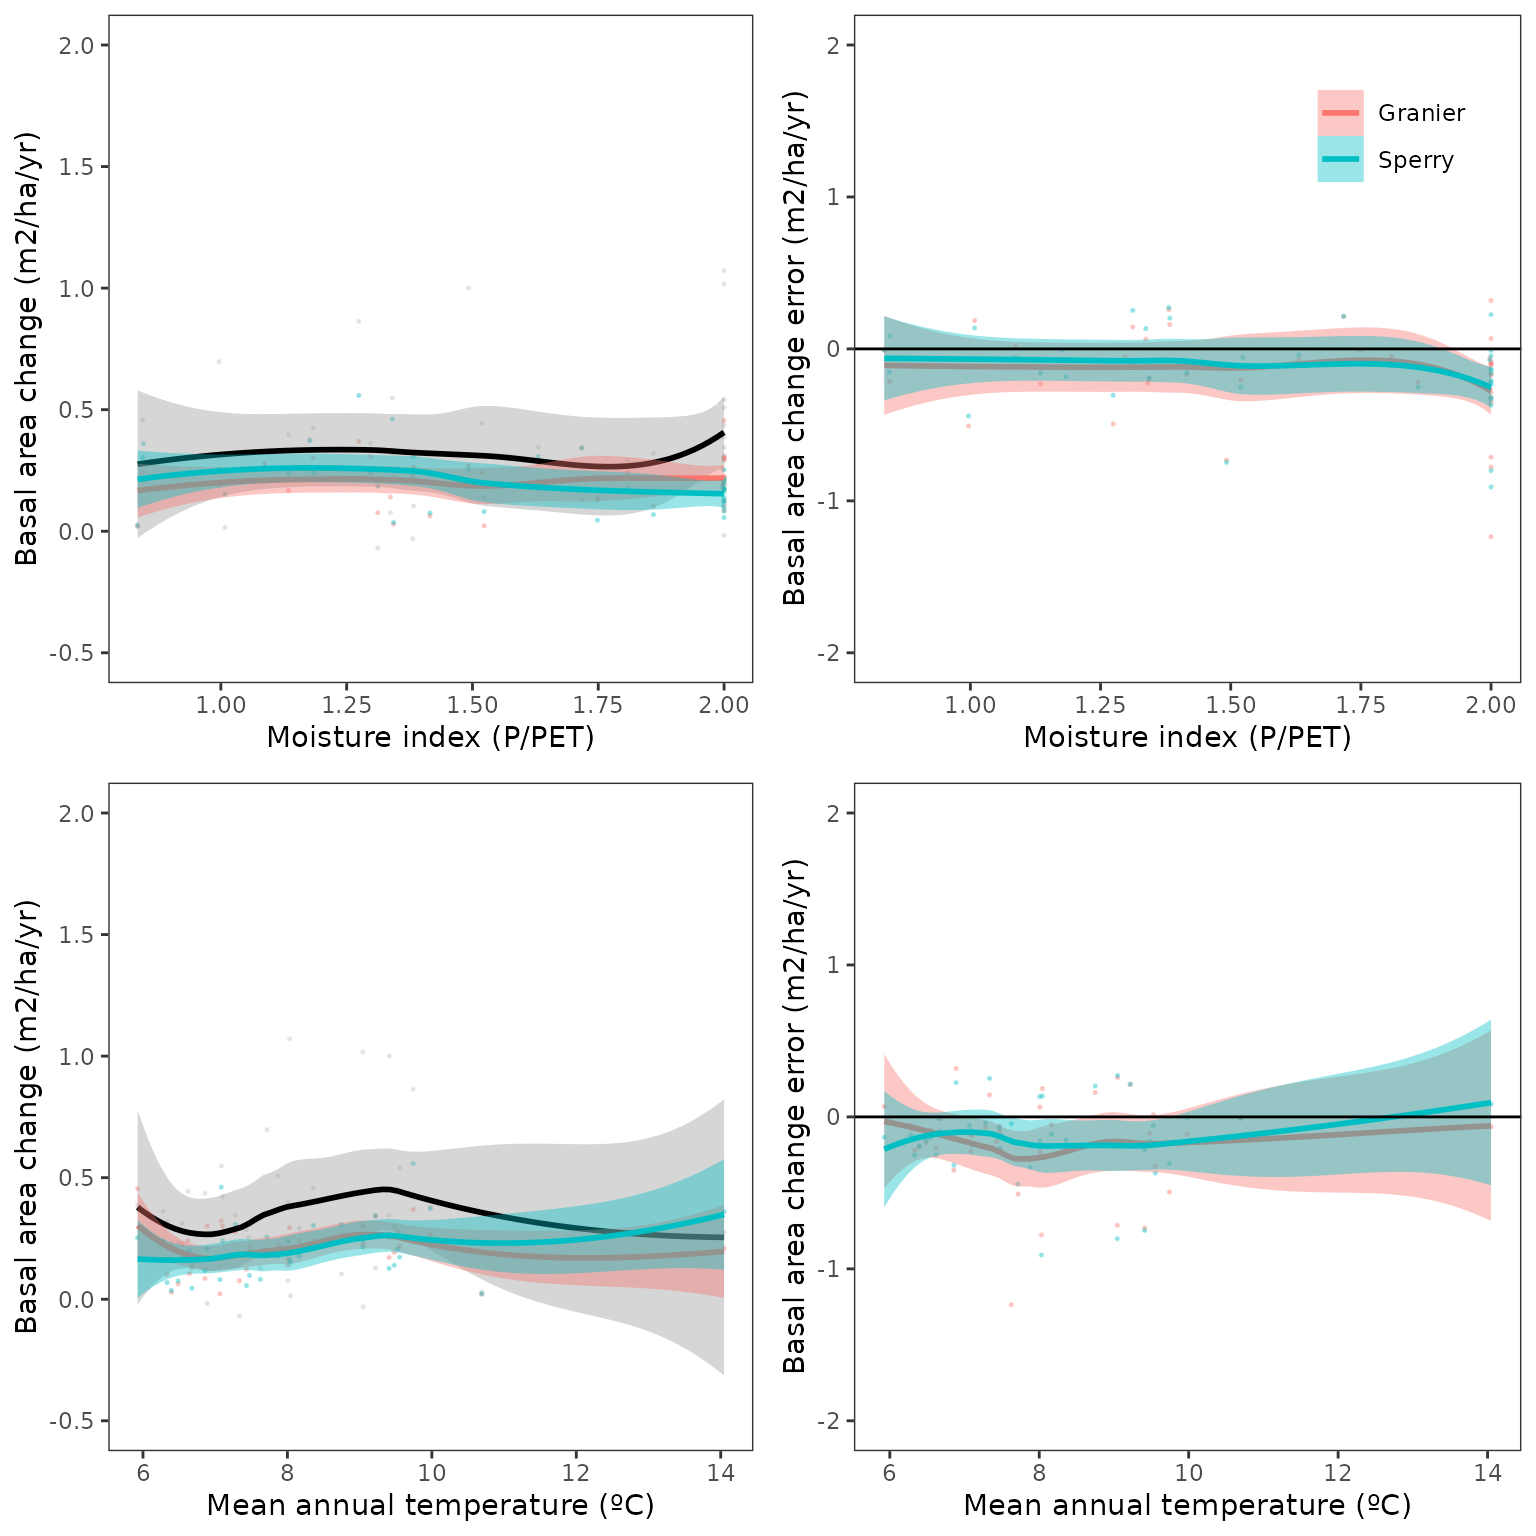 Basal area change (m2/ha/yr)
2.0
1.5
1.0
0.5
0.0
-0.5
1.00 1.25 1.50 1.75 2.00
Moisture index (P/PET)
Basal area change error (m2/ha/yr)
2
1
0
-1
-2
Granier
Sperry
1.00 1.25 1.50 1.75 2.00
Moisture index (P/PET)
Basal area change (m2/ha/yr)
2.0
1.5
1.0
0.5
0.0
-0.5
6 8 10 12 14
Mean annual temperature (ºC)
Basal area change error (m2/ha/yr)
2
1
0
-1
-2
6 8 10 12 14
Mean annual temperature (ºC)